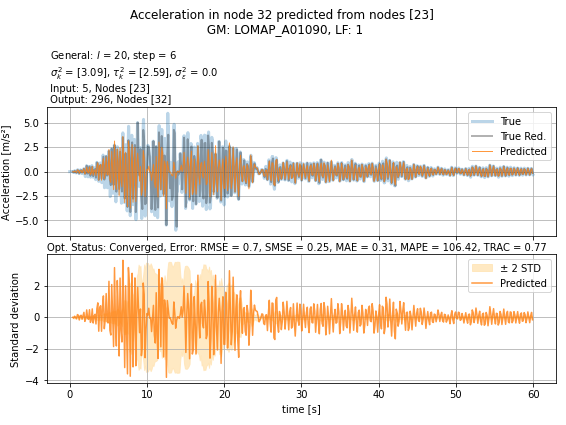 Acceleration in node 32 predicted from nodes [23]
GM: LOMAP_A01090, LF: 1
General: l = 20, step = 6
σ²ₖ = [3.09], τ²ₖ = [2.59], σ²ε = 0.0
Input: 5, Nodes [23]
Output: 296, Nodes [32]
Acceleration [m/s²]
5.0
2.5
0.0
−2.5
−5.0
True
True Red.
Predicted
Opt. Status: Converged, Error: RMSE = 0.7, SMSE = 0.25, MAE = 0.31, MAPE = 106.42, TRAC = 0.77
Standard deviation
2
0
−2
−4
± 2 STD
Predicted
0 10 20 30 40 50 60
time [s]